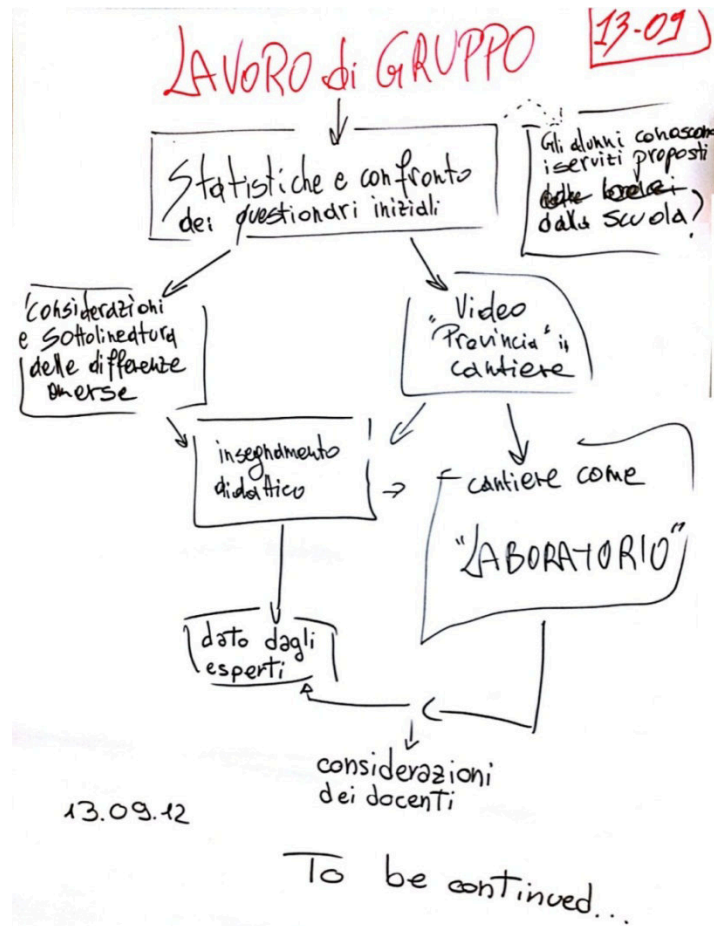 LAVORO di GRUPPO
13-09
Statistiche e confronto
dei questionari iniziali
Gli alunni conoscono
i servizi proposti
dalla scuola?
Considerazioni
e sottolineatura
delle differenze
emerse
Video
"Provincia" in
cantiere
insegnamento
didattico
cantiere come
"LABORATORIO"
dato dagli
esperti
considerazioni
dei docenti
13.09.12
To be continued...